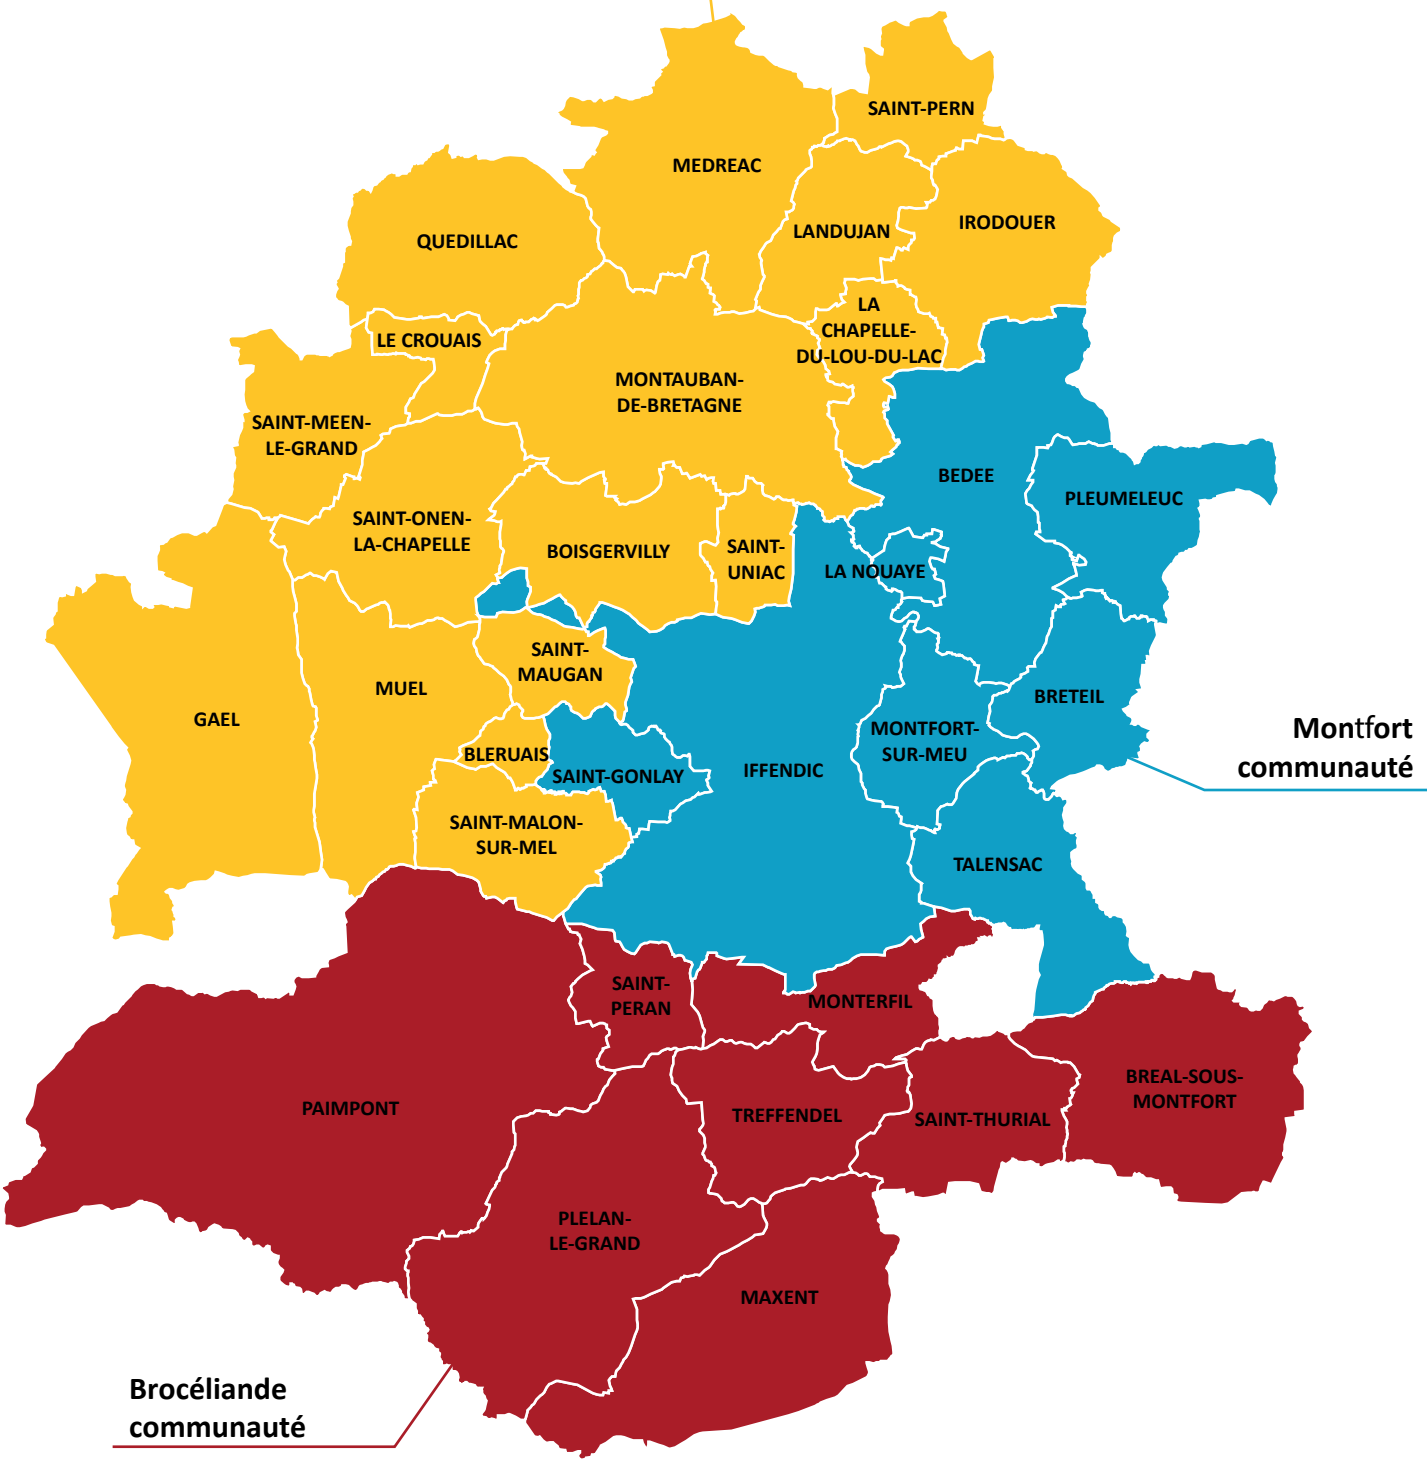 SAINT-PERN
MEDREAC
IRODOUER
LANDUJAN
QUEDILLAC
LA
CHAPELLE-
DU-LOU-DU-LAC
LE CROUAIS
MONTAUBAN-
DE-BRETAGNE
SAINT-MEEN-
LE-GRAND
BEDEE
PLEUMELEUC
SAINT-ONEN-
LA-CHAPELLE
BOISGERVILLY
SAINT-
UNIAC
LA NOUAYE
SAINT-
MAUGAN
MUEL
BRETEIL
GAEL
MONTFORT-
SUR-MEU
Montfort
communauté
BLERUAIS
SAINT-GONLAY
IFFENDIC
SAINT-MALON-
SUR-MEL
TALENSAC
SAINT-
PERAN
MONTERFIL
BREAL-SOUS-
MONTFORT
PAIMPONT
TREFFENDEL
SAINT-THURIAL
PLELAN-
LE-GRAND
MAXENT
Brocéliande
communauté